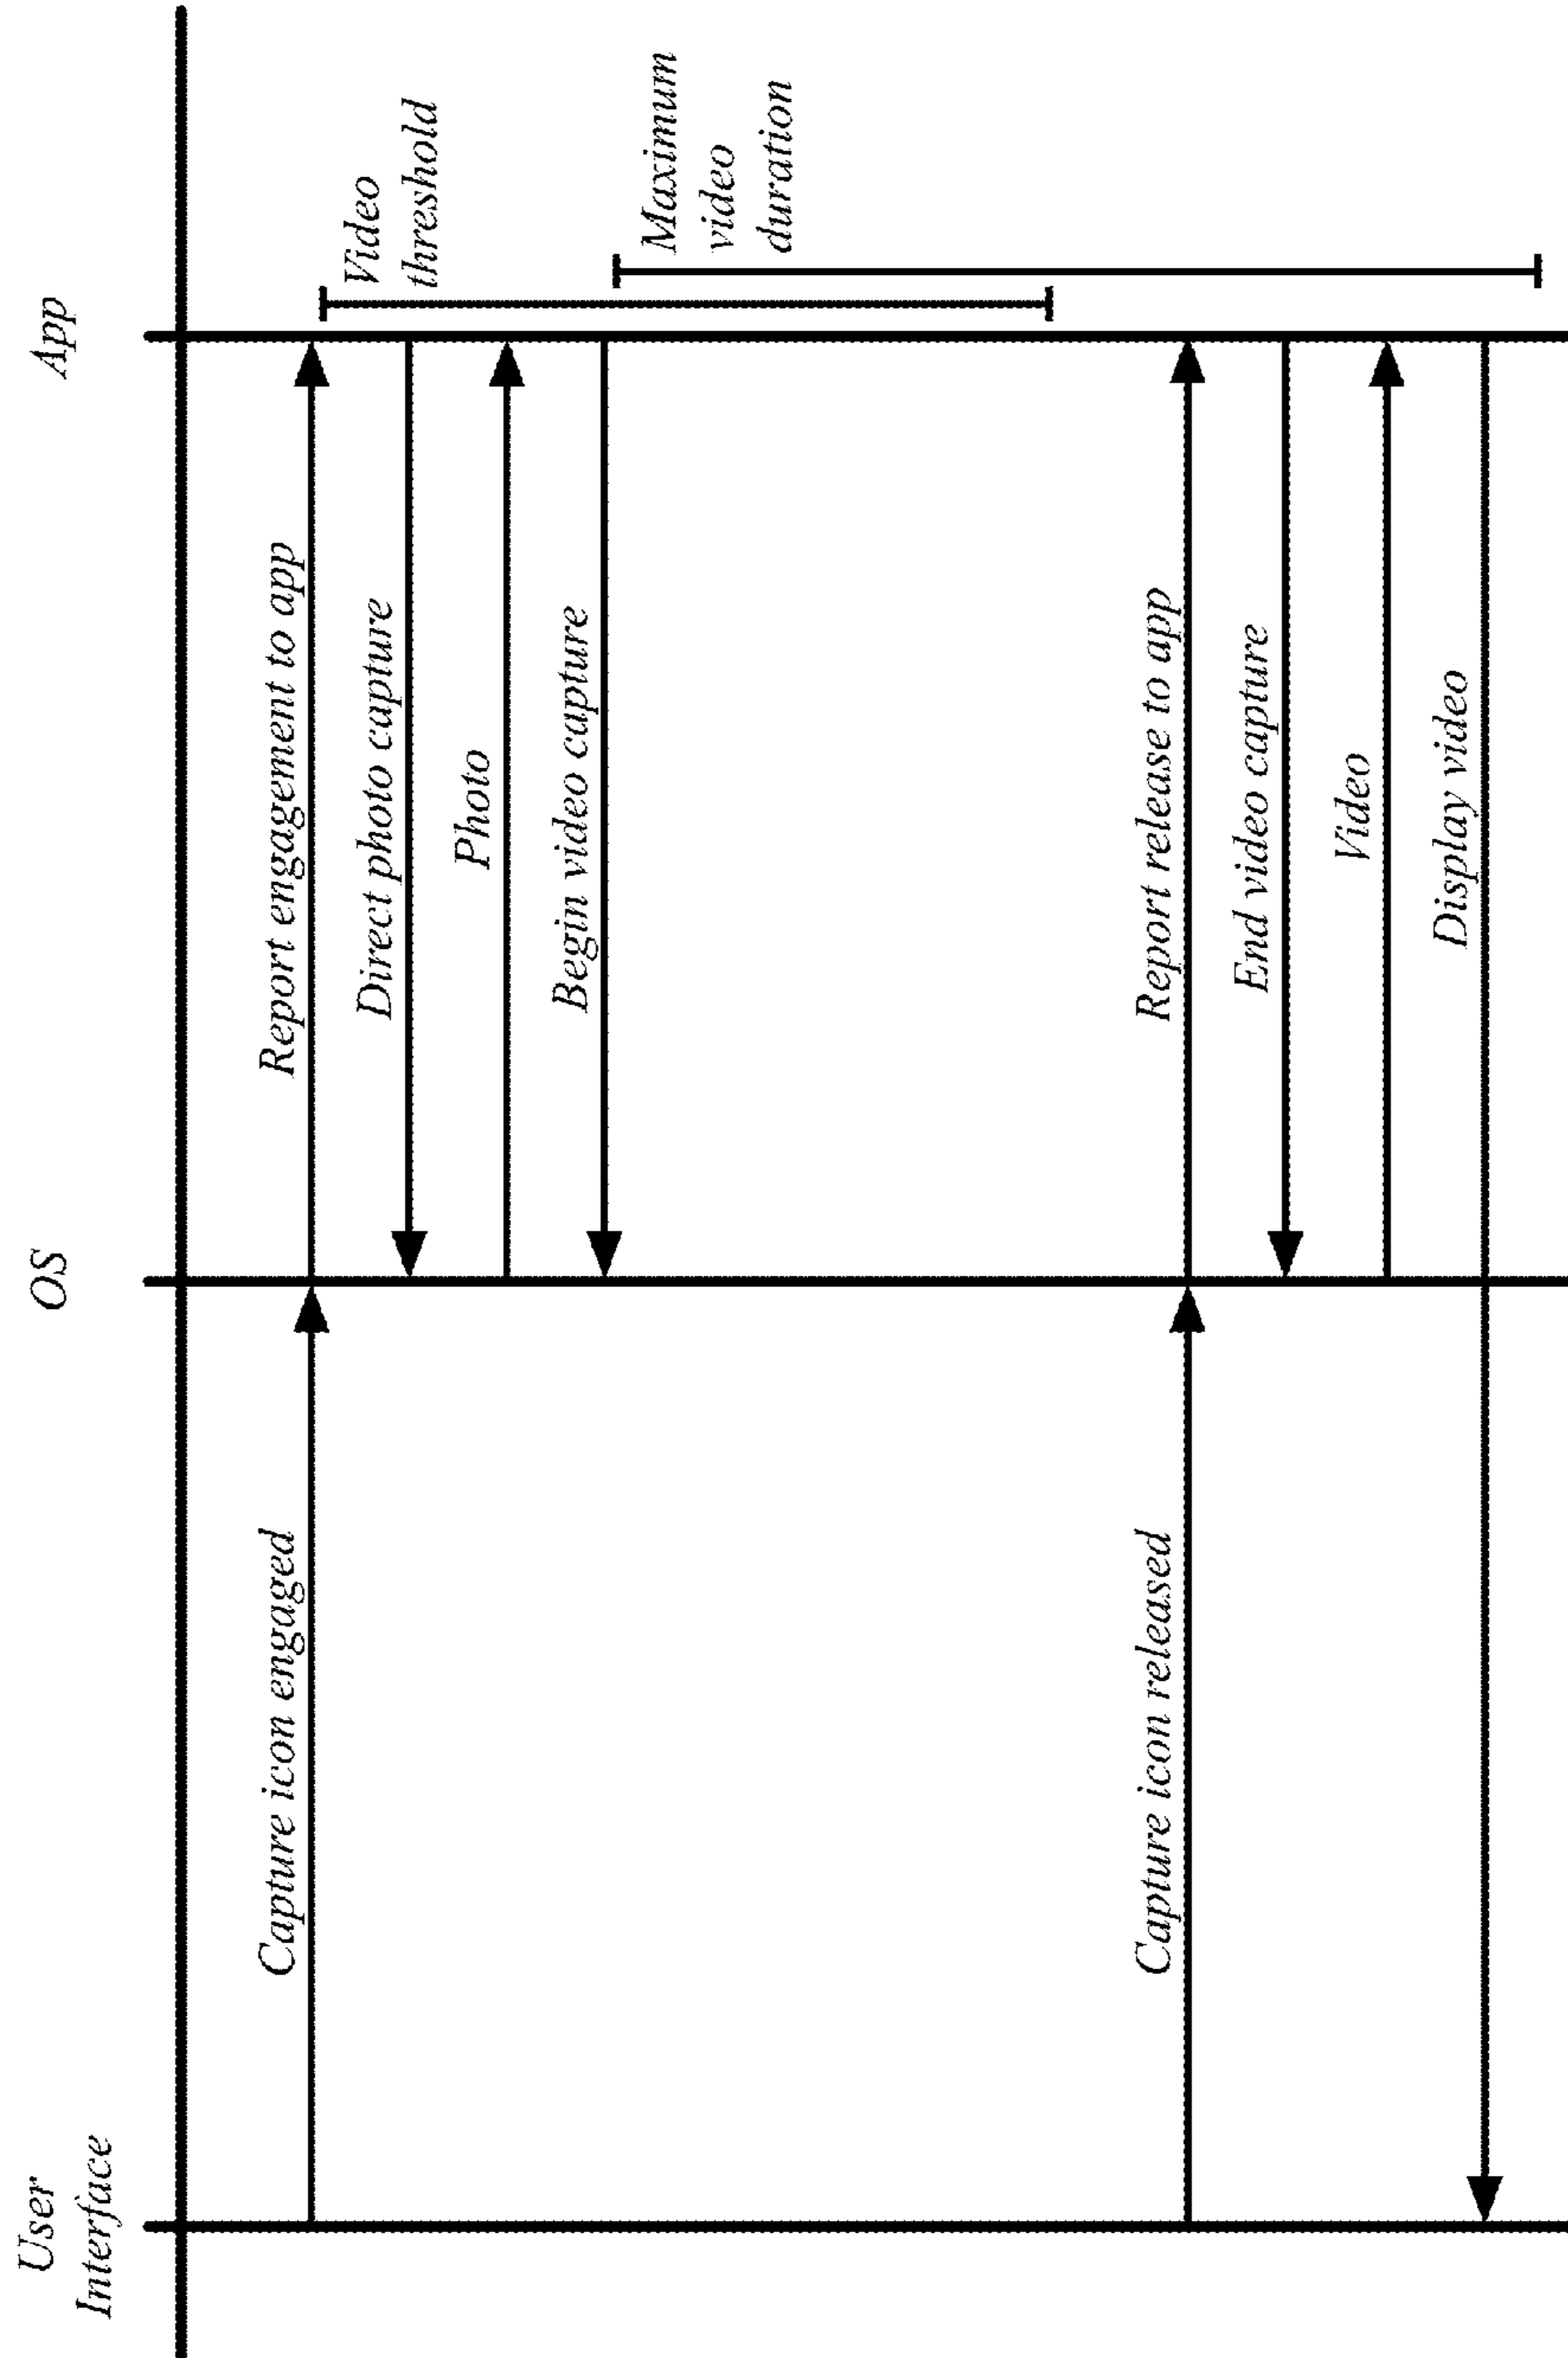 User
Interface
OS
App
Capture icon engaged
Report engagement to app
Video
threshold
Direct photo capture
Photo
Begin video capture
Maximum
video
duration
Capture icon released
Report release to app
End video capture
Video
Display video